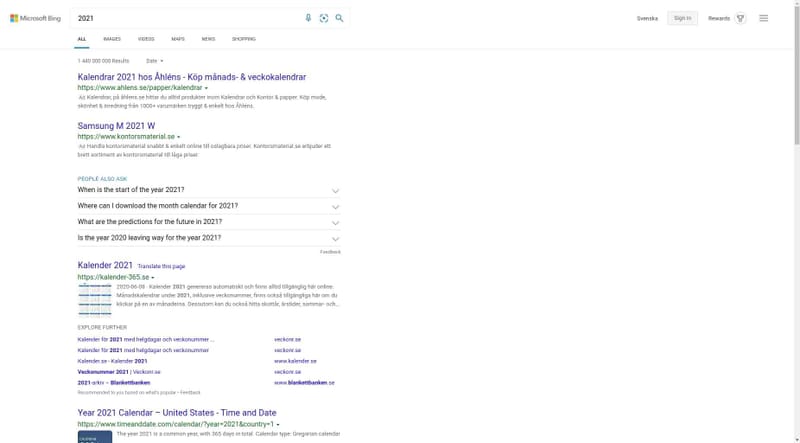 Microsoft Bing
2021
Svenska
Sign in
Rewards
ALL IMAGES VIDEOS MAPS NEWS SHOPPING
1 440 000 000 Results Date
Kalendrar 2021 hos Åhléns - Köp månads- & veckokalendrar
https://www.ahlens.se/papper/kalendrar
Ad Kalendrar, på åhlens.se hittar du alltid produkter inom Kalendrar och Kontor & papper. Köp mode,
skönhet & inredning från 1000+ varumärken tryggt & enkelt hos Åhléns.
Samsung M 2021 W
https://www.kontorsmaterial.se
Ad Handla kontorsmaterial snabbt & enkelt online till oslagbara priser. Kontorsmaterial.se erbjuder ett
brett sortiment av kontorsmaterial till låga priser.
PEOPLE ALSO ASK
When is the start of the year 2021?
Where can I download the month calendar for 2021?
What are the predictions for the future in 2021?
Is the year 2020 leaving way for the year 2021?
Feedback
Kalender 2021 Translate this page
https://kalender-365.se
2020-06-08 · Kalender 2021 genereras automatiskt och finns alltid tillgänglig här online.
Månadskalendrar under 2021, inklusive veckonummer, finns också tillgängliga här om du
klickar på en av månaderna. Dessutom kan du också hitta skottår, årstider, sommar- och...
EXPLORE FURTHER
Kalender för 2021 med helgdagar och veckonummer ... veckonr.se
Kalender för 2021 med helgdagar och veckonummer veckonr.se
Kalender.se - Kalender 2021 www.kalender.se
Veckonummer 2021 | Veckonr.se veckonr.se
2021-arkiv – Blankettbanken www.blankettbanken.se
Recommended to you based on what's popular • Feedback
Year 2021 Calendar – United States - Time and Date
https://www.timeanddate.com/calendar/?year=2021&country=1
The year 2021 is a common year, with 365 days in total. Calendar type: Gregorian calendar